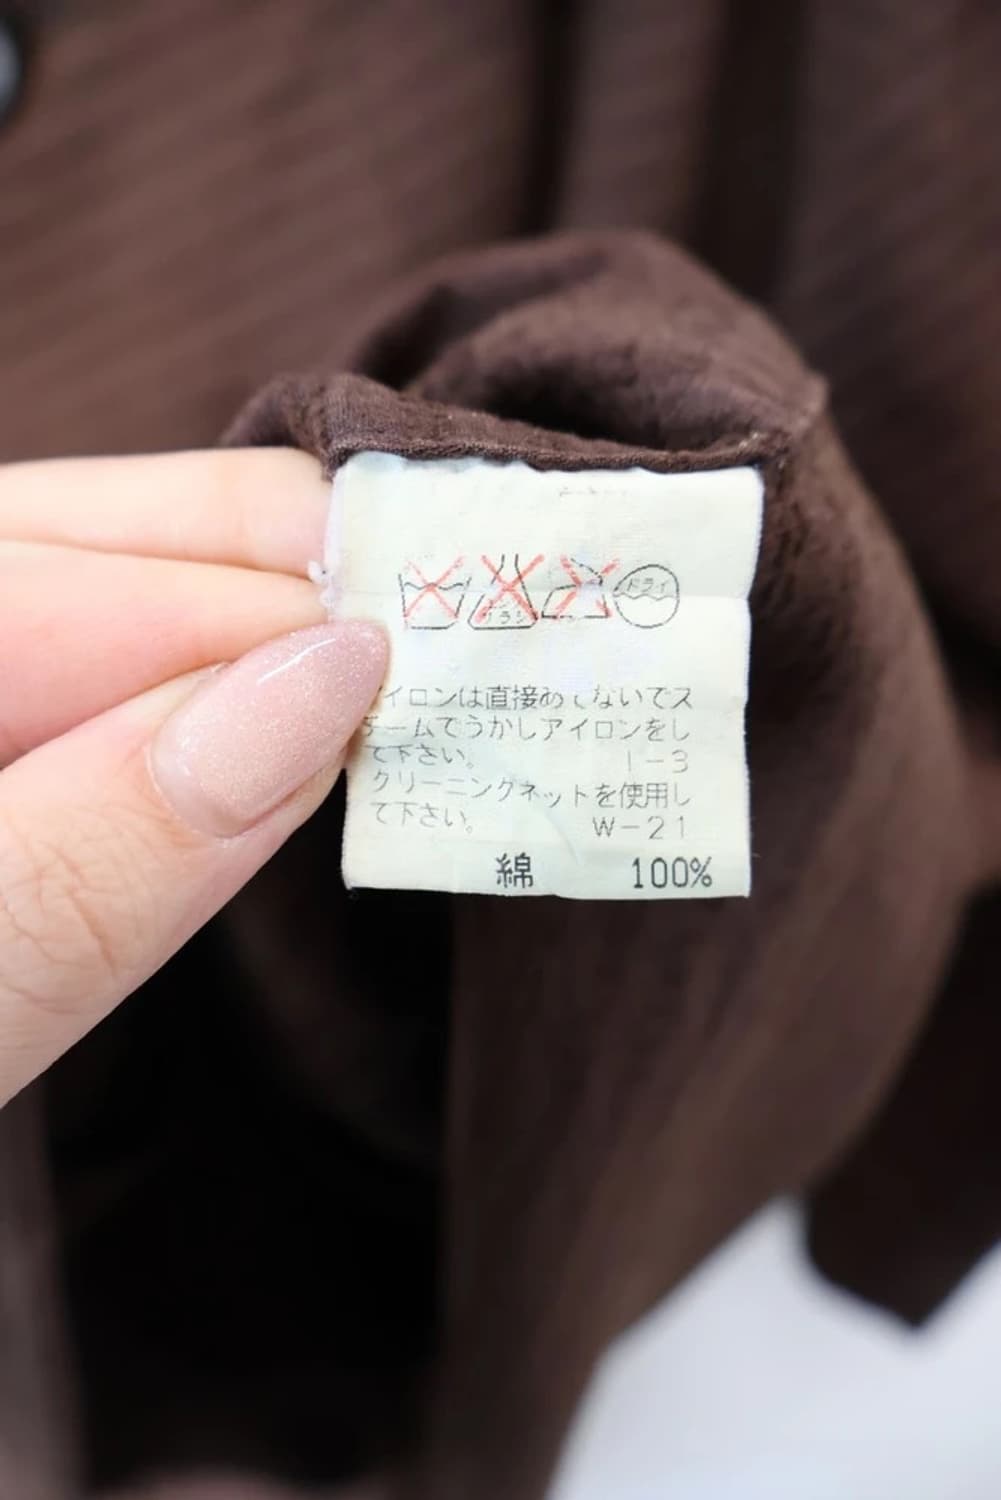 ドライ
イロンは直接あてないでス
チームでうかしアイロンをし
て下さい。 I-3
クリーニングネットを使用し
て下さい。 W-21
綿 100%